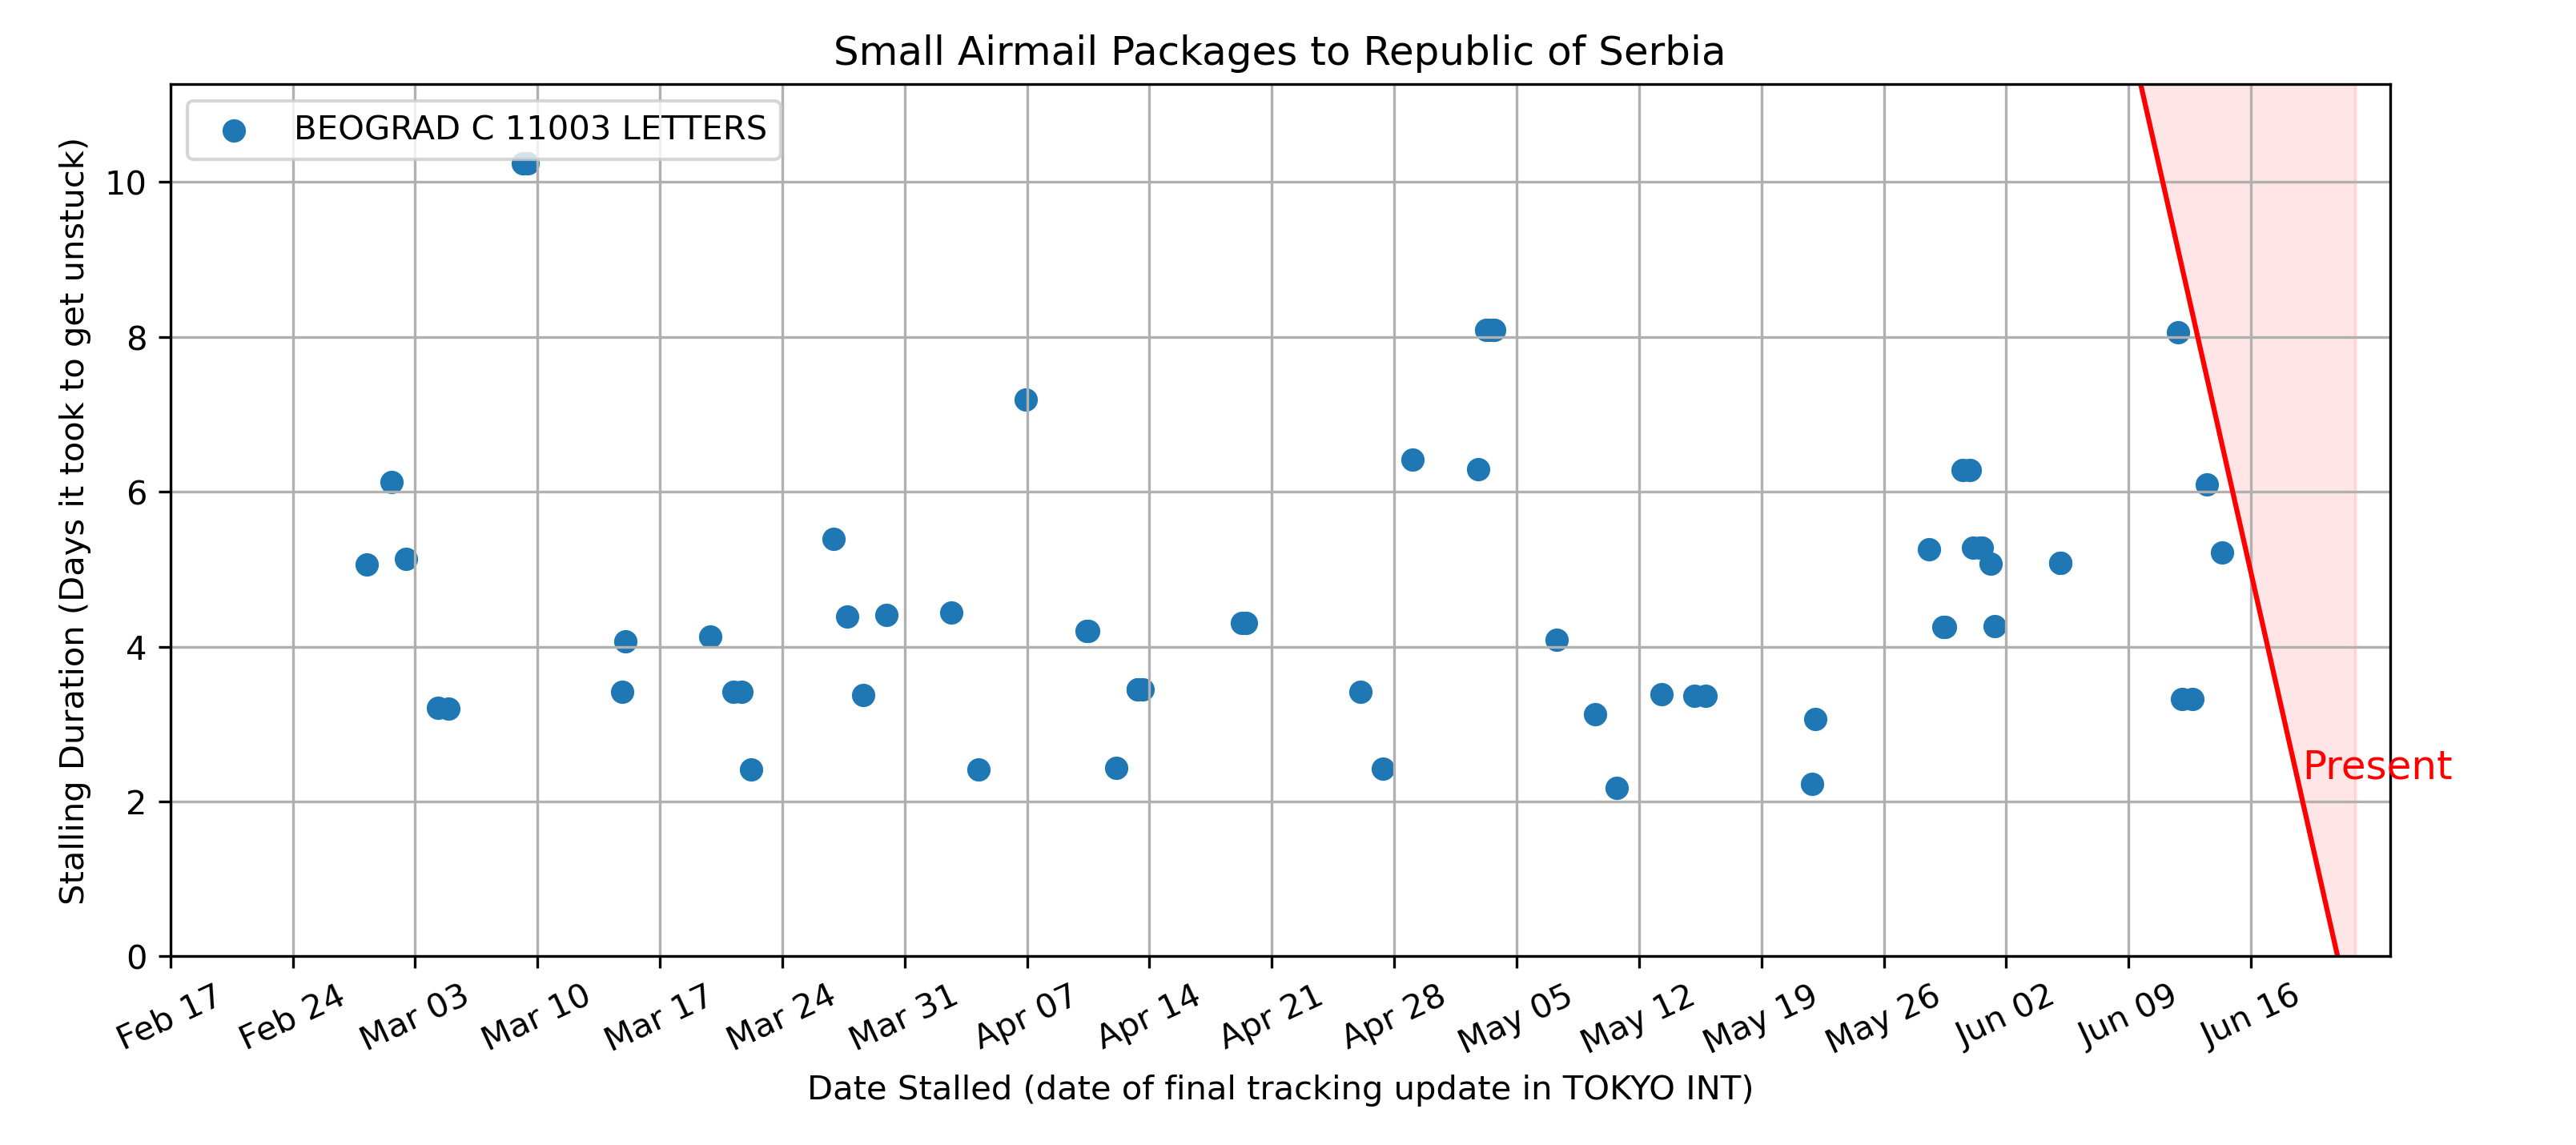 Small Airmail Packages to Republic of Serbia
BEOGRAD C 11003 LETTERS
Stalling Duration (Days it took to get unstuck)
10
8
6
4
2
0
Present
Feb 17 Feb 24 Mar 03 Mar 10 Mar 17 Mar 24 Mar 31 Apr 07 Apr 14 Apr 21 Apr 28 May 05 May 12 May 19 May 26 Jun 02 Jun 09 Jun 16
Date Stalled (date of final tracking update in TOKYO INT)